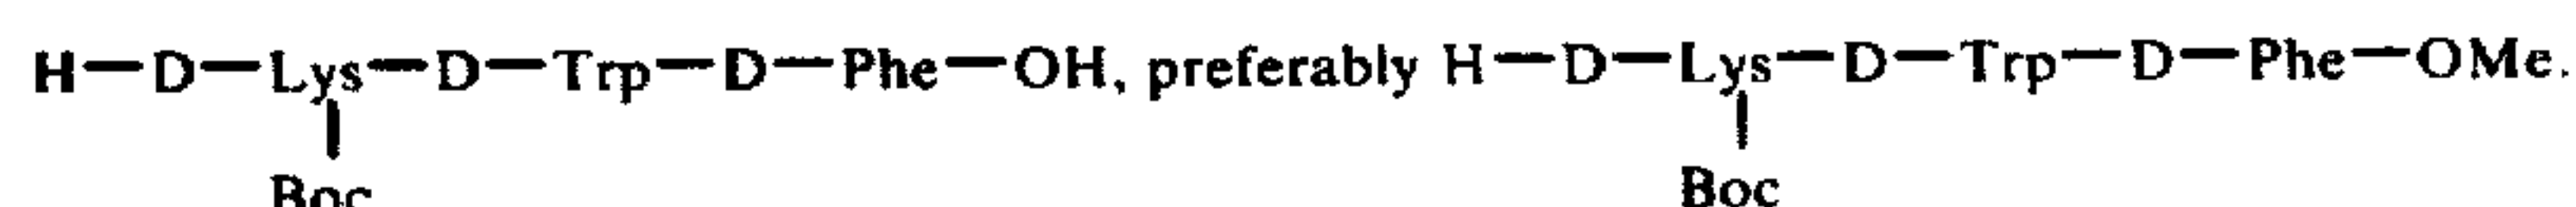 H—D—Lys—D—Trp—D—Phe—OH, preferably H—D—Lys—D—Trp—D—Phe—OMe.
Boc Boc